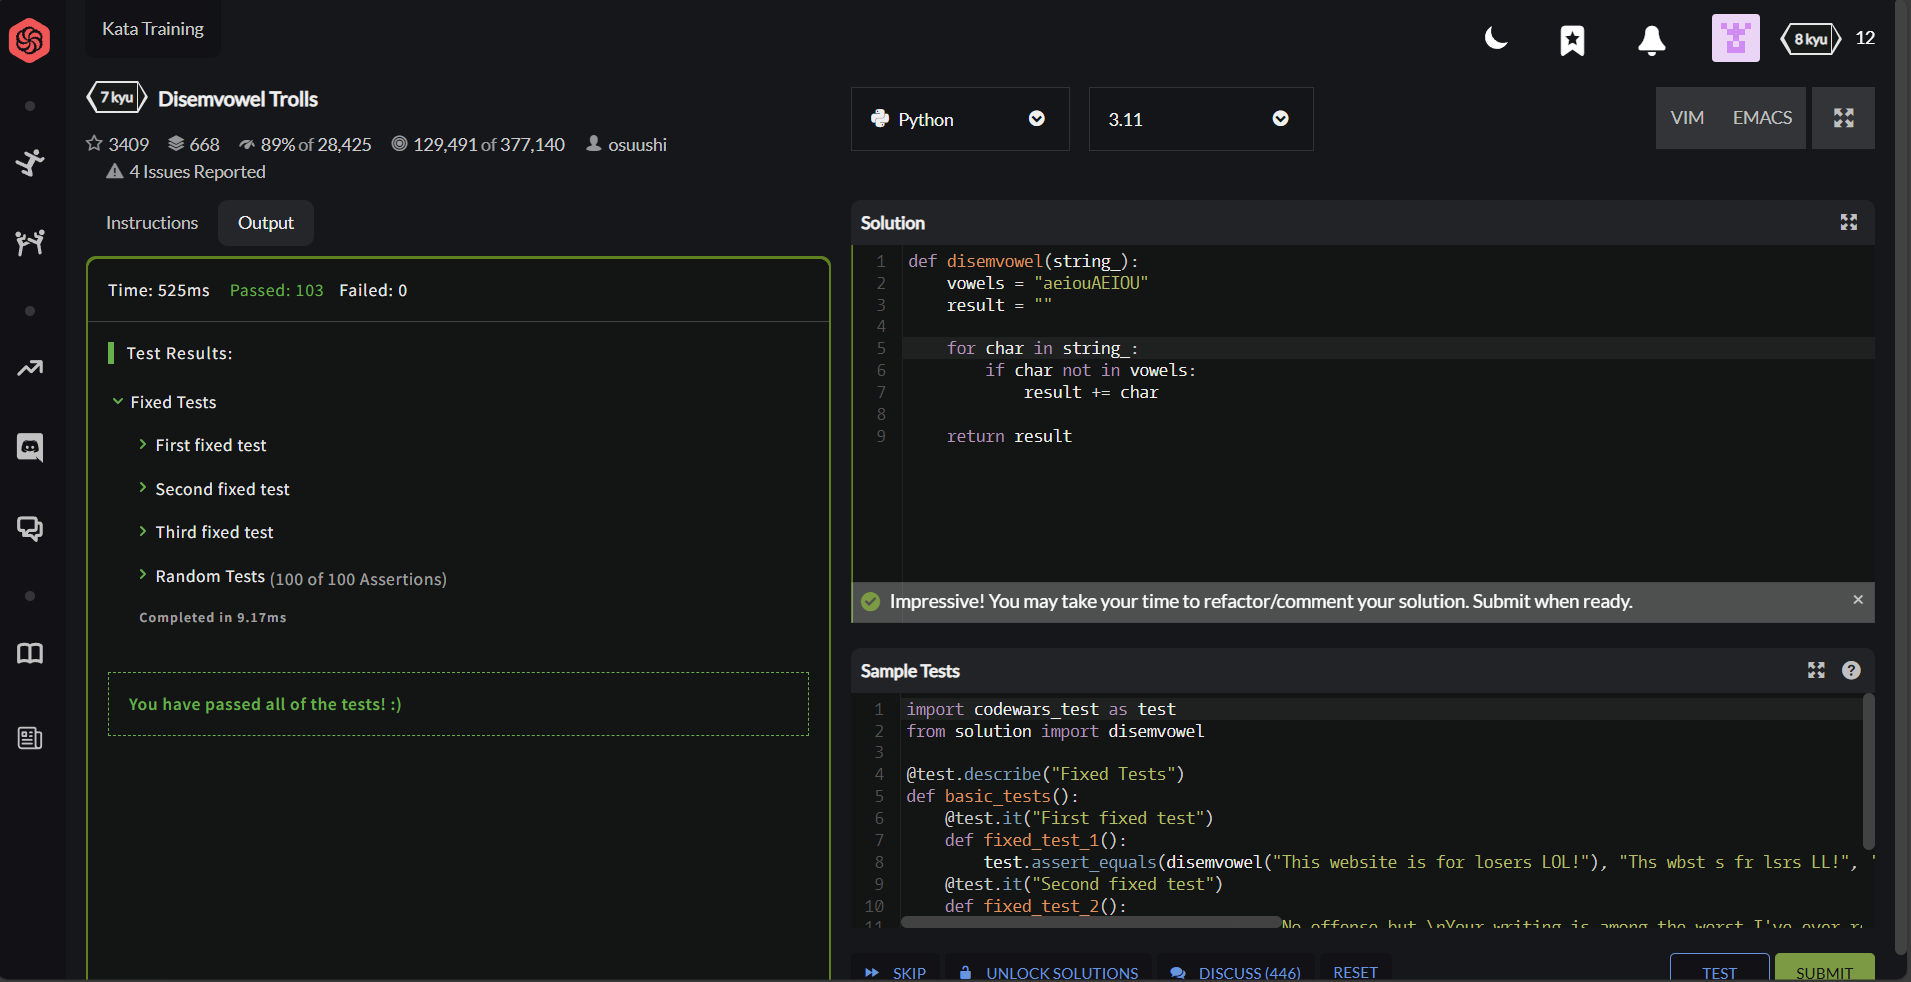 Kata Training
8 kyu 12
7 kyu Disemvowel Trolls
3409 668 89% of 28,425 129,491 of 377,140 osuushi
4 Issues Reported
Python
3.11
VIM EMACS
Instructions Output
Time: 525ms Passed: 103 Failed: 0
Test Results:
Fixed Tests
First fixed test
Second fixed test
Third fixed test
Random Tests (100 of 100 Assertions)
Completed in 9.17ms
You have passed all of the tests! :)
Solution
1 def disemvowel(string_):
2 vowels = "aeiouAEIOU"
3 result = ""
4
5 for char in string_:
6 if char not in vowels:
7 result += char
8
9 return result
Impressive! You may take your time to refactor/comment your solution. Submit when ready. ×
Sample Tests
1 import codewars_test as test
2 from solution import disemvowel
3
4 @test.describe("Fixed Tests")
5 def basic_tests():
6 @test.it("First fixed test")
7 def fixed_test_1():
8 test.assert_equals(disemvowel("This website is for losers LOL!"), "Ths wbst s fr lsrs LL!", "
9 @test.it("Second fixed test")
10 def fixed_test_2():
11 No offense but,\nYour writing is among the worst I've ever
SKIP UNLOCK SOLUTIONS DISCUSS (446) RESET TEST SUBMIT